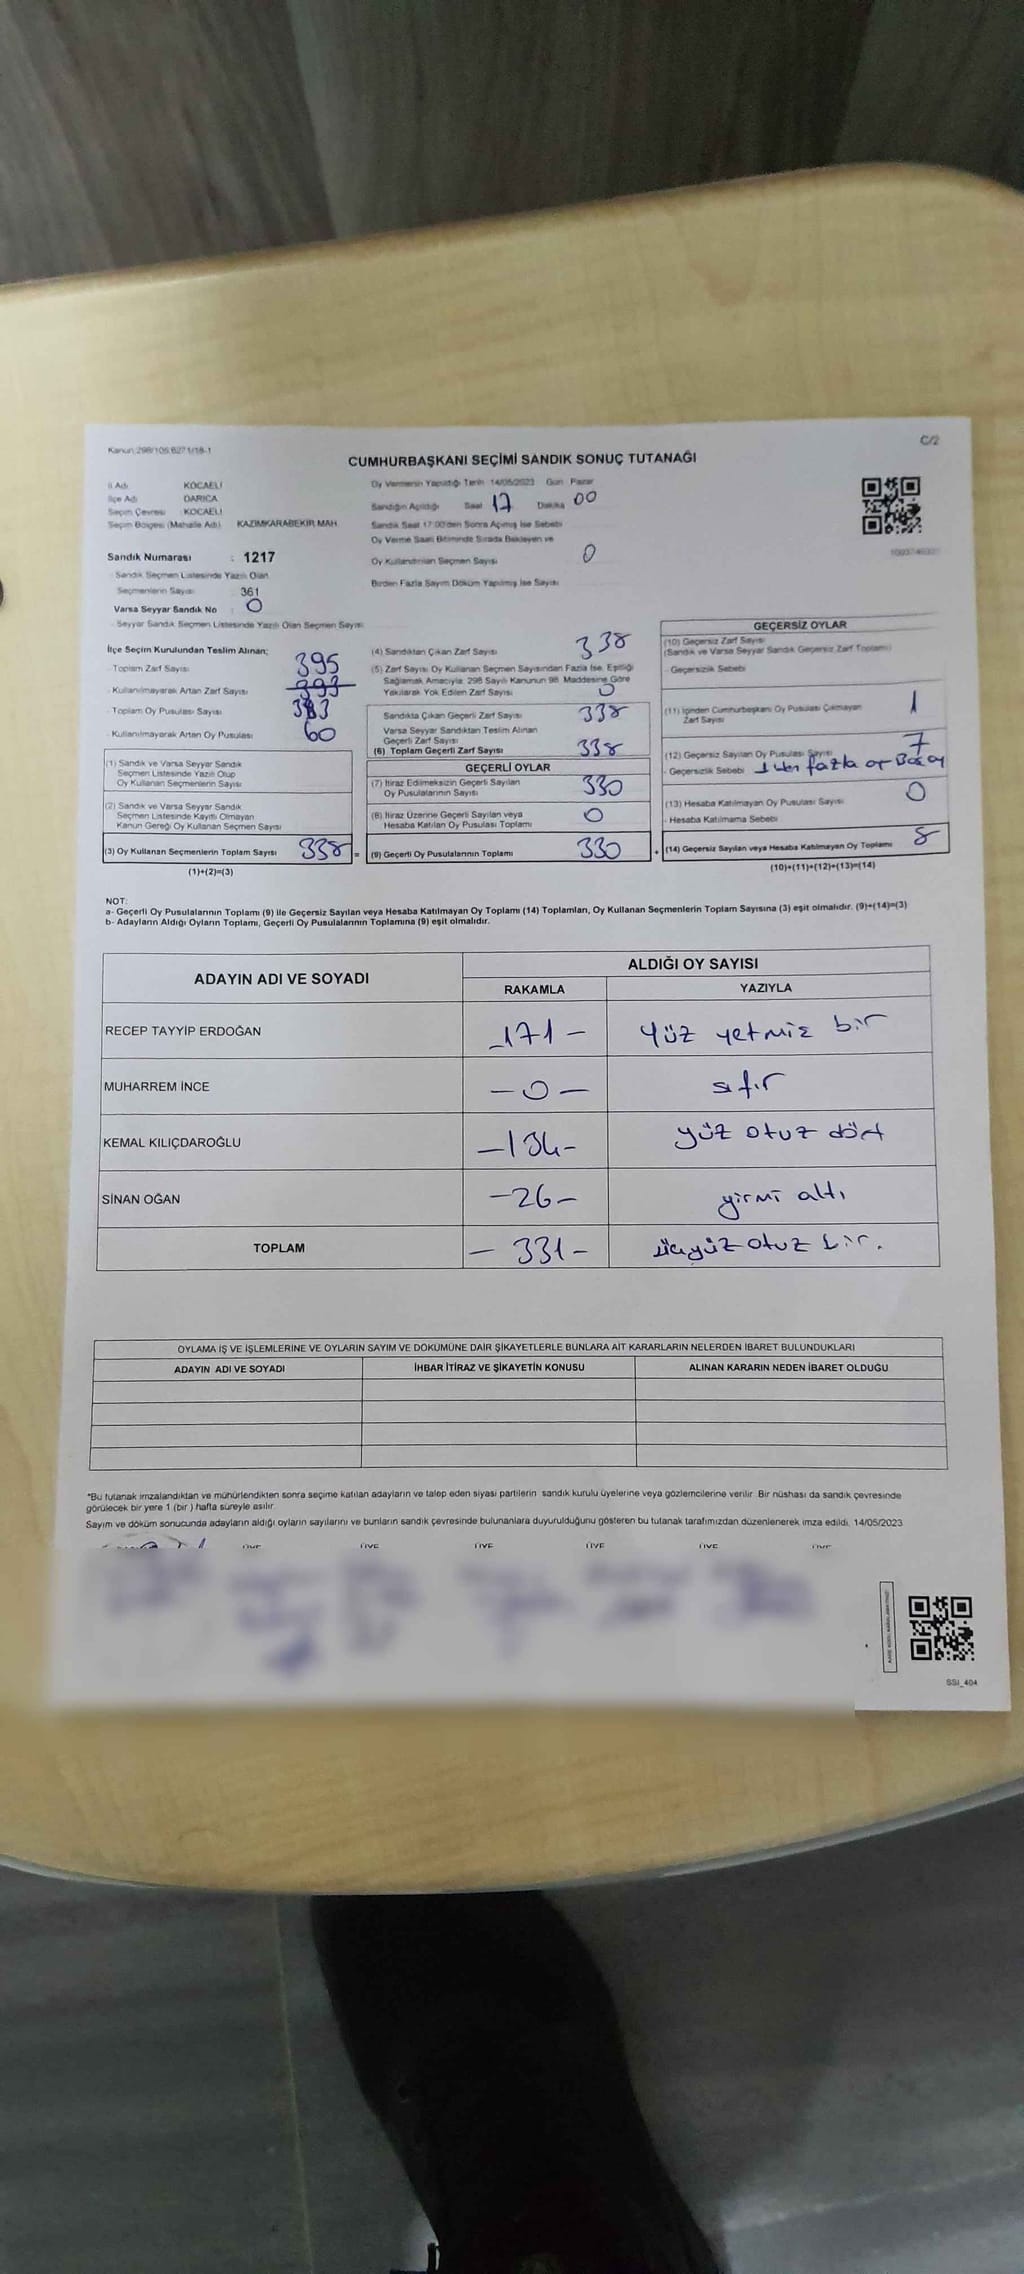 Kanun 298/105,6271/18-1
C/2
CUMHURBAŞKANI SEÇİMİ SANDIK SONUÇ TUTANAĞI
İl Adı KOCAELİ
İlçe Adı DARICA
Seçim Çevresi KOCAELİ
Seçim Bölgesi (Mahalle Adı) KAZIMKARABEKİR MAH.
Sandık Numarası : 1217
Sandık Seçmen Listesinde Yazılı Olan
Seçmenlerin Sayısı 361
Varsa Seyyar Sandık No : 0
Seyyar Sandık Seçmen Listesinde Yazılı Olan Seçmen Sayısı
Oy Vermenin Yapıldığı Tarih 14/05/2023 Gün Pazar
Sandığın Açıldığı Saat 17 Dakika 00
Sandık Saat 17:00'den Sonra Açılmış İse Sebebi
Oy Verme Saati Bitiminde Sırada Bekleyen ve
Oy Kullandırılan Seçmen Sayısı 0
Birden Fazla Sayım Döküm Yapılmış İse Sayısı
İlçe Seçim Kurulundan Teslim Alınan;
Toplam Zarf Sayısı 395
Kullanılmayarak Artan Zarf Sayısı
Toplam Oy Pusulası Sayısı
Kullanılmayarak Artan Oy Pusulası 60
(1) Sandık ve Varsa Seyyar Sandık
Seçmen Listesinde Yazılı Olup
Oy Kullanan Seçmenlerin Sayısı
(2) Sandık ve Varsa Seyyar Sandık
Seçmen Listesinde Kayıtlı Olmayan
Kanun Gereği Oy Kullanan Seçmen Sayısı
(3) Oy Kullanan Seçmenlerin Toplam Sayısı 338 =
(1)+(2)=(3)
(4) Sandıktan Çıkan Zarf Sayısı 338
(5) Zarf Sayısı Oy Kullanan Seçmen Sayısından Fazla İse, Eşitliği
Sağlamak Amacıyla 298 Sayılı Kanunun 98. Maddesine Göre
Yakılarak Yok Edilen Zarf Sayısı 0
Sandıkta Çıkan Geçerli Zarf Sayısı 338
Varsa Seyyar Sandıktan Teslim Alınan
Geçerli Zarf Sayısı
(6) Toplam Geçerli Zarf Sayısı 338
GEÇERLİ OYLAR
(7) İtiraz Edilmeksizin Geçerli Sayılan
Oy Pusulalarının Sayısı 330
(8) İtiraz Üzerine Geçerli Sayılan veya
Hesaba Katılan Oy Pusulası Toplamı 0
(9) Geçerli Oy Pusulalarının Toplamı 330 +
GEÇERSİZ OYLAR
(10) Geçersiz Zarf Sayısı
(Sandık ve Varsa Seyyar Sandık Geçersiz Zarf Toplamı)
- Geçersizlik Sebebi
(11) İçinden Cumhurbaşkanı Oy Pusulası Çıkmayan
Zarf Sayısı 1
(12) Geçersiz Sayılan Oy Pusulası Sayısı 7
- Geçersizlik Sebebi 1'den fazla oy Boş oy
(13) Hesaba Katılmayan Oy Pusulası Sayısı 0
- Hesaba Katılmama Sebebi
(14) Geçersiz Sayılan veya Hesaba Katılmayan Oy Toplamı 8
(10)+(11)+(12)+(13)=(14)
NOT:
a- Geçerli Oy Pusulalarının Toplamı (9) ile Geçersiz Sayılan veya Hesaba Katılmayan Oy Toplamı (14) Toplamları, Oy Kullanan Seçmenlerin Toplam Sayısına (3) eşit olmalıdır. (9)+(14)=(3)
b- Adayların Aldığı Oyların Toplamı, Geçerli Oy Pusulalarının Toplamına (9) eşit olmalıdır.
ADAYIN ADI VE SOYADI ALDIĞI OY SAYISI
RAKAMLA YAZIYLA
RECEP TAYYİP ERDOĞAN -171- Yüz yetmiş bir
MUHARREM İNCE -0- sıfır
KEMAL KILIÇDAROĞLU -134- yüz otuz dört
SİNAN OĞAN -26- yirmi altı
TOPLAM -331- üçyüz otuz bir.
OYLAMA İŞ VE İŞLEMLERİNE VE OYLARIN SAYIM VE DÖKÜMÜNE DAİR ŞİKAYETLERLE BUNLARA AİT KARARLARIN NELERDEN İBARET BULUNDUKLARI
ADAYIN ADI VE SOYADI İHBAR İTİRAZ VE ŞİKAYETİN KONUSU ALINAN KARARIN NEDEN İBARET OLDUĞU
*Bu tutanak imzalandıktan ve mühürlendikten sonra seçime katılan adayların ve talep eden siyasi partilerin sandık kurulu üyelerine veya gözlemcilerine verilir. Bir nüshası da sandık çevresinde
görülecek bir yere 1 (bir) hafta süreyle asılır.
Sayım ve döküm sonucunda adayların aldığı oyların sayılarını ve bunların sandık çevresinde bulunanlara duyurulduğunu gösteren bu tutanak tarafımızdan düzenlenerek imza edildi. 14/05/2023
ÜYE ÜYE ÜYE ÜYE ÜYE ÜYE
SSI_404